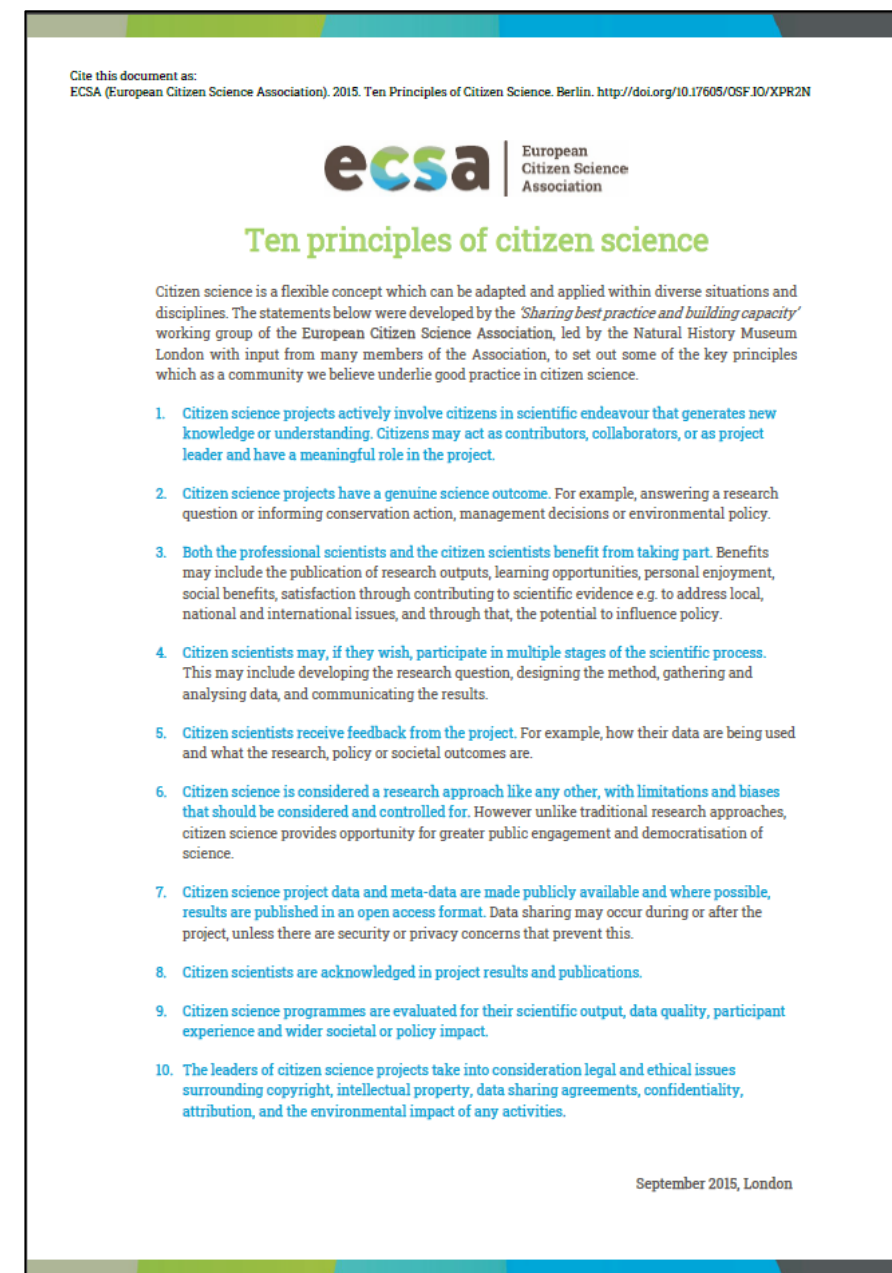 Cite this document as:
ECSA (European Citizen Science Association). 2015. Ten Principles of Citizen Science. Berlin. http://doi.org/10.17605/OSF.IO/XPR2N
ecsa
European
Citizen Science
Association
Ten principles of citizen science
Citizen science is a flexible concept which can be adapted and applied within diverse situations and
disciplines. The statements below were developed by the 'Sharing best practice and building capacity'
working group of the European Citizen Science Association, led by the Natural History Museum
London with input from many members of the Association, to set out some of the key principles
which as a community we believe underlie good practice in citizen science.
1. Citizen science projects actively involve citizens in scientific endeavour that generates new
knowledge or understanding. Citizens may act as contributors, collaborators, or as project
leader and have a meaningful role in the project.
2. Citizen science projects have a genuine science outcome. For example, answering a research
question or informing conservation action, management decisions or environmental policy.
3. Both the professional scientists and the citizen scientists benefit from taking part. Benefits
may include the publication of research outputs, learning opportunities, personal enjoyment,
social benefits, satisfaction through contributing to scientific evidence e.g. to address local,
national and international issues, and through that, the potential to influence policy.
4. Citizen scientists may, if they wish, participate in multiple stages of the scientific process.
This may include developing the research question, designing the method, gathering and
analysing data, and communicating the results.
5. Citizen scientists receive feedback from the project. For example, how their data are being used
and what the research, policy or societal outcomes are.
6. Citizen science is considered a research approach like any other, with limitations and biases
that should be considered and controlled for. However unlike traditional research approaches,
citizen science provides opportunity for greater public engagement and democratisation of
science.
7. Citizen science project data and meta-data are made publicly available and where possible,
results are published in an open access format. Data sharing may occur during or after the
project, unless there are security or privacy concerns that prevent this.
8. Citizen scientists are acknowledged in project results and publications.
9. Citizen science programmes are evaluated for their scientific output, data quality, participant
experience and wider societal or policy impact.
10. The leaders of citizen science projects take into consideration legal and ethical issues
surrounding copyright, intellectual property, data sharing agreements, confidentiality,
attribution, and the environmental impact of any activities.
September 2015, London